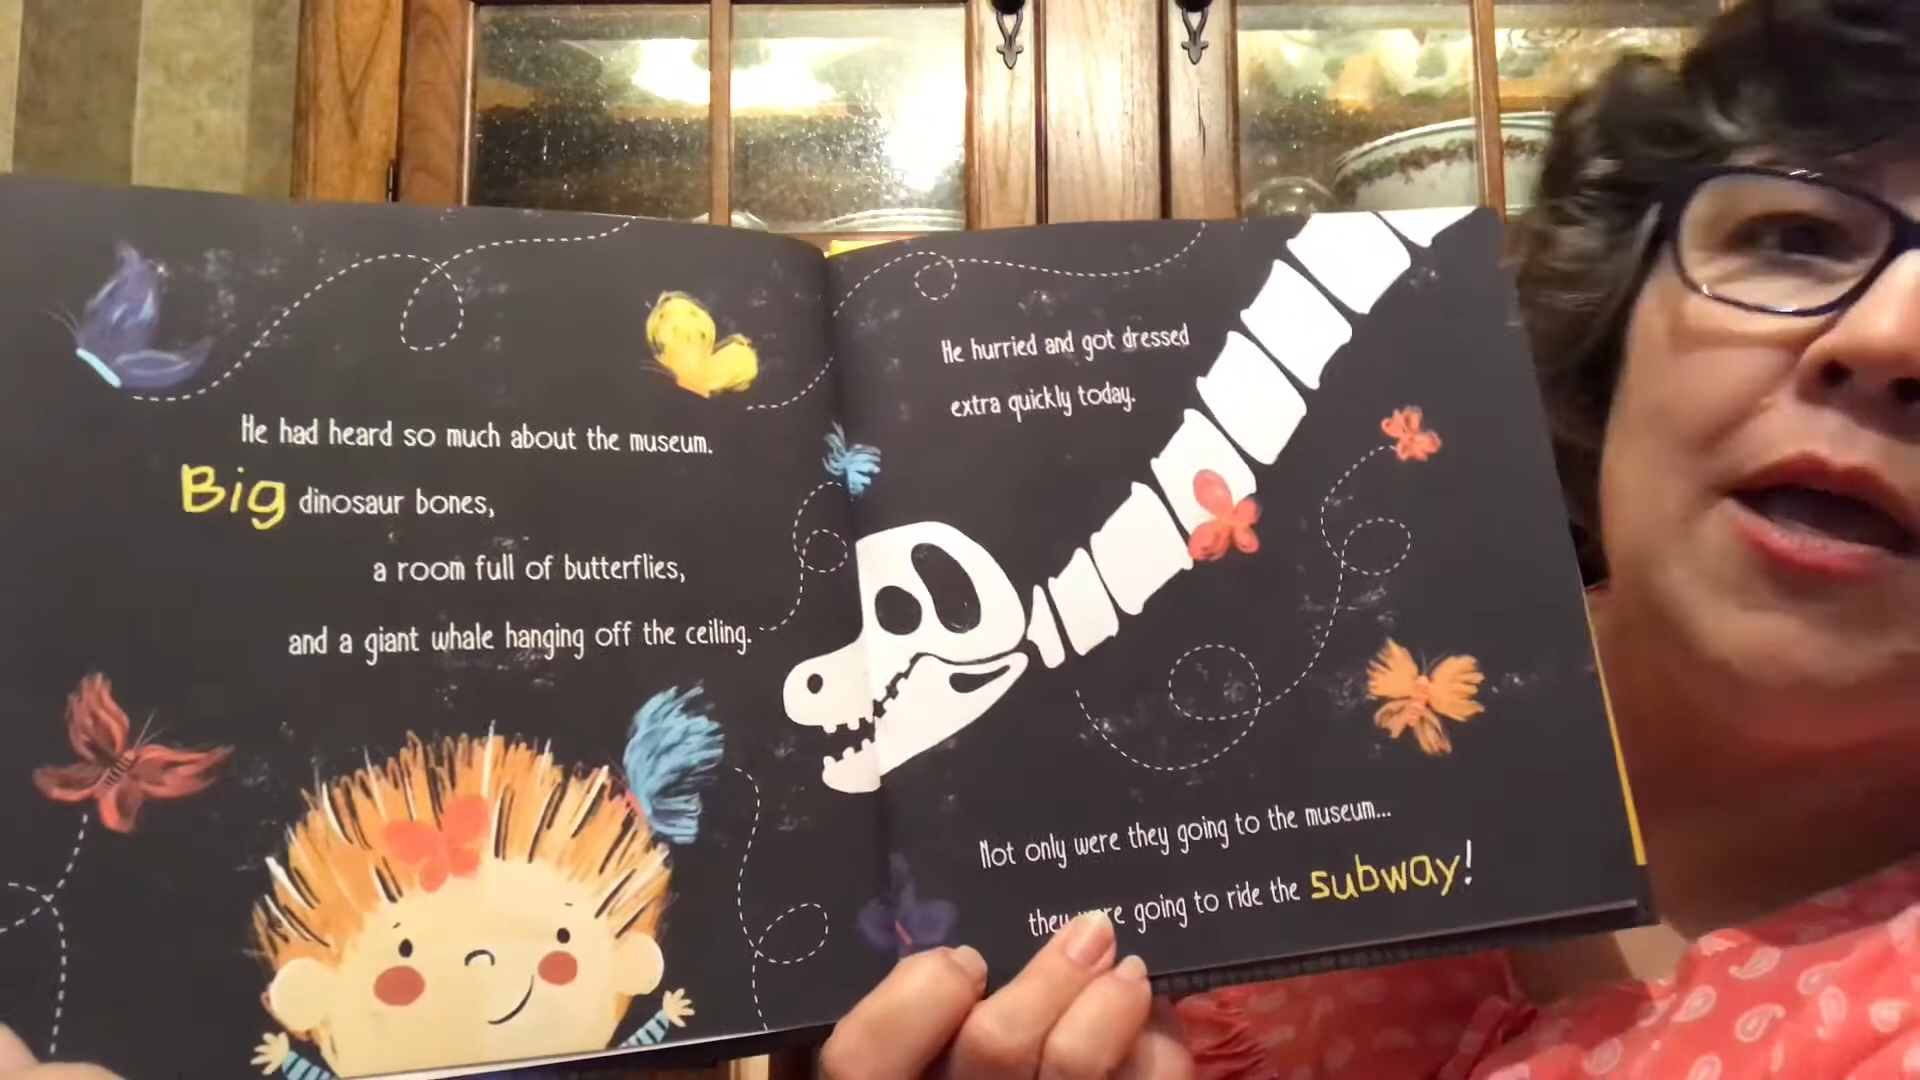 He had heard so much about the museum.
Big dinosaur bones,
a room full of butterflies,
and a giant whale hanging off the ceiling.
He hurried and got dressed
extra quickly today.
Not only were they going to the museum...
they were going to ride the subway!